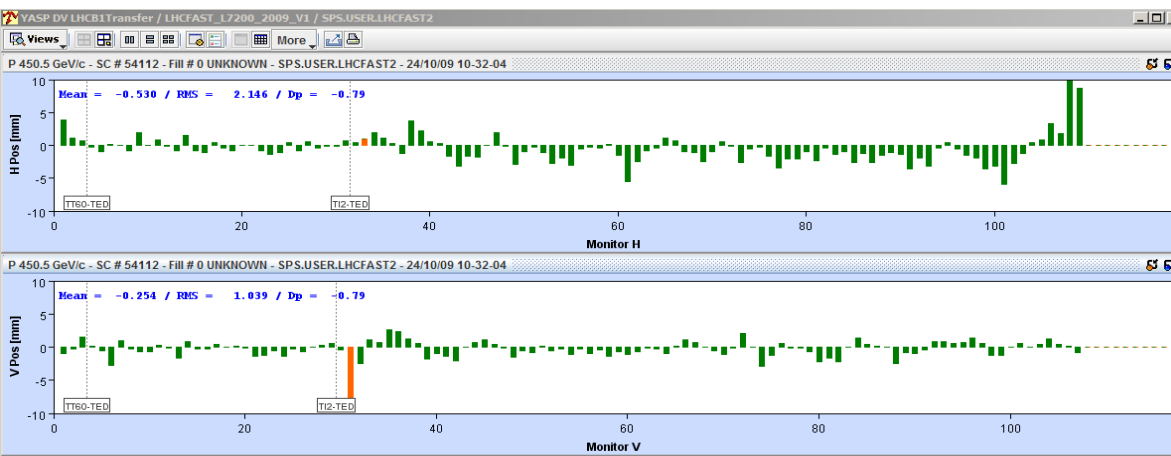 YASP DV LHCB1Transfer / LHCFAST_L7200_2009_V1 / SPS.USER.LHCFAST2
Views More
P 450.5 GeV/c - SC # 54112 - Fill # 0 UNKNOWN - SPS.USER.LHCFAST2 - 24/10/09 10-32-04
Mean = -0.530 / RMS = 2.146 / Dp = -0.79
H Pos [mm]
10
5
0
-5
-10
TT60-TED TI2-TED
0 20 40 60 80 100
Monitor H
P 450.5 GeV/c - SC # 54112 - Fill # 0 UNKNOWN - SPS.USER.LHCFAST2 - 24/10/09 10-32-04
Mean = -0.254 / RMS = 1.039 / Dp = -0.79
V Pos [mm]
10
5
0
-5
-10
TT60-TED TI2-TED
0 20 40 60 80 100
Monitor V